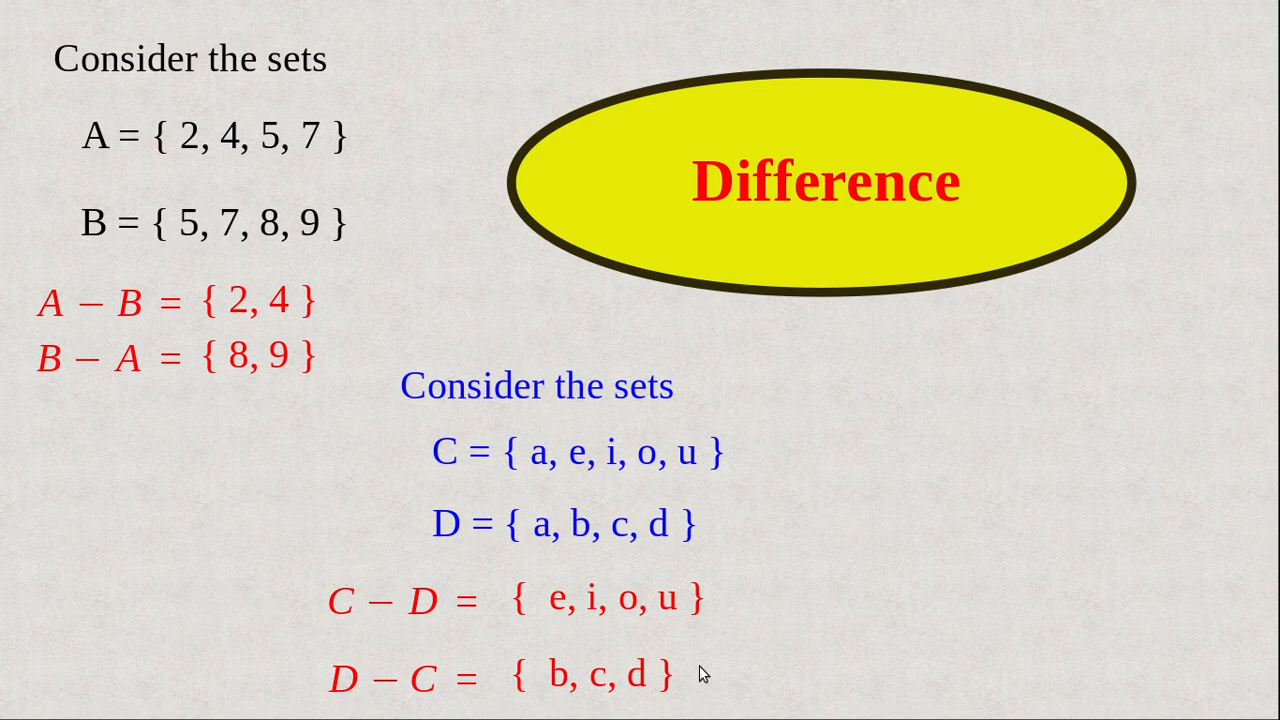 Consider the sets
A = { 2, 4, 5, 7 }
B = { 5, 7, 8, 9 }
A − B = { 2, 4 }
B − A = { 8, 9 }
Difference
Consider the sets
C = { a, e, i, o, u }
D = { a, b, c, d }
C − D = { e, i, o, u }
D − C = { b, c, d }